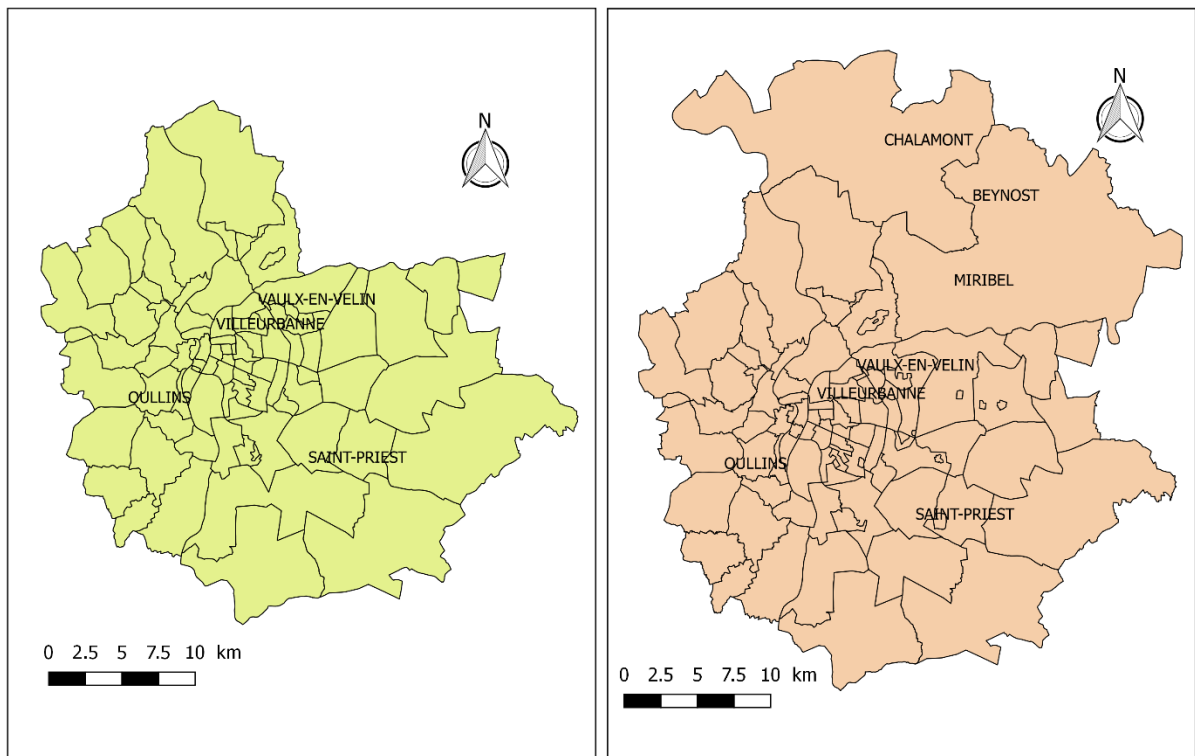 N
VAULX-EN-VELIN
VILLEURBANNE
OULLINS
SAINT-PRIEST
0 2.5 5 7.5 10 km
N
CHALAMONT
BEYNOST
MIRIBEL
VAULX-EN-VELIN
VILLEURBANNE
OULLINS
SAINT-PRIEST
0 2.5 5 7.5 10 km